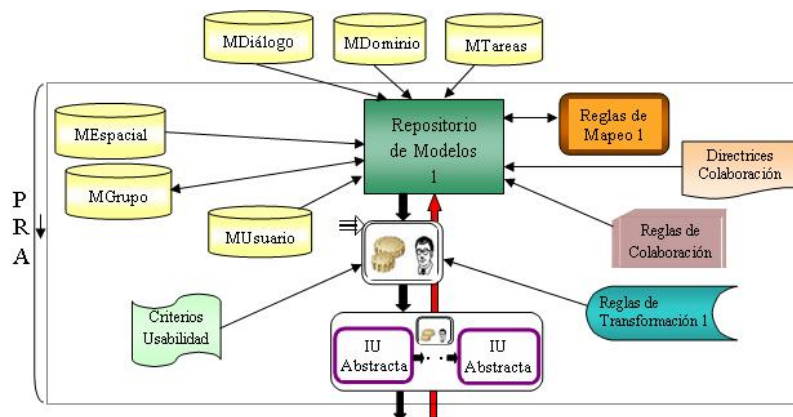 MDiálogo
MDominio
MTareas
MEspacial
MGrupo
MUsuario
Repositorio
de Modelos
1
Reglas de
Mapeo 1
Directrices
Colaboración
Reglas de
Colaboración
P
R
A
Criterios
Usabilidad
Reglas de
Transformación 1
IU
Abstracta
. .
IU
Abstracta